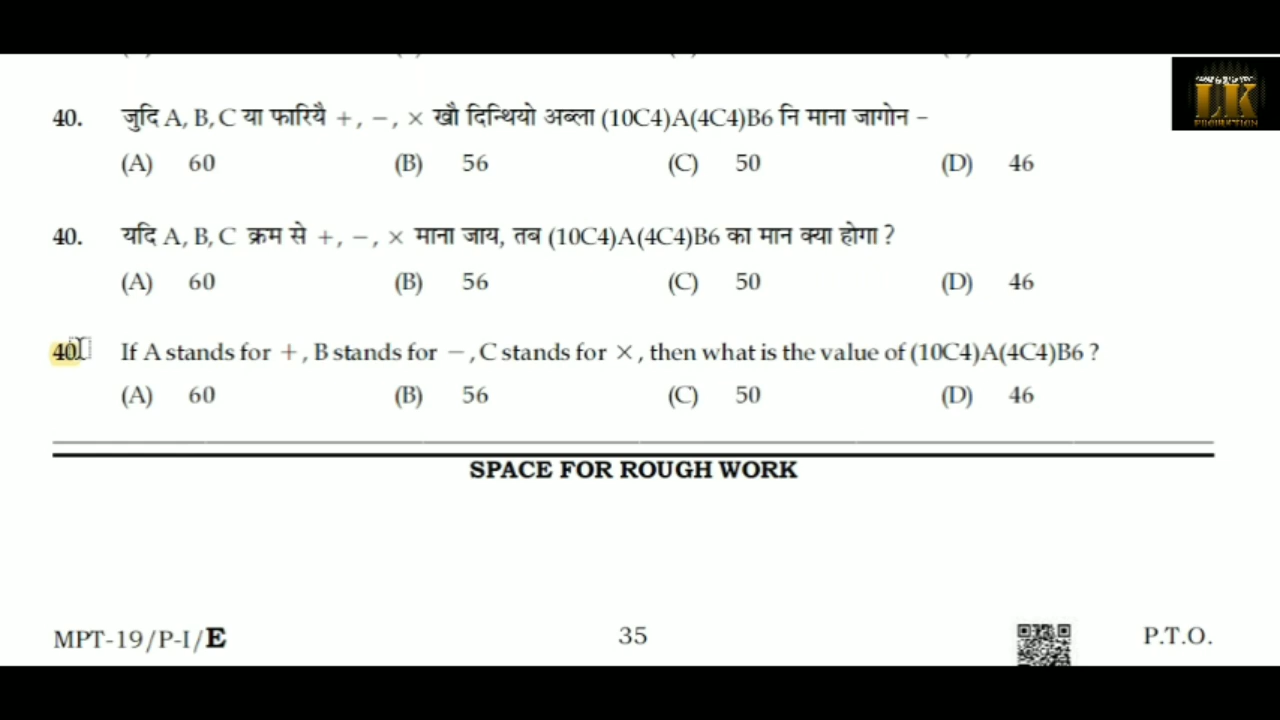 LK
PRODUCTION
40. जुदि A, B, C या फारियै +, −, × खौ दिन्थियो अब्ला (10C4)A(4C4)B6 नि माना जागोन -
(A) 60 (B) 56 (C) 50 (D) 46
40. यदि A, B, C क्रम से +, −, × माना जाय, तब (10C4)A(4C4)B6 का मान क्या होगा ?
(A) 60 (B) 56 (C) 50 (D) 46
40. If A stands for +, B stands for −, C stands for ×, then what is the value of (10C4)A(4C4)B6 ?
(A) 60 (B) 56 (C) 50 (D) 46
SPACE FOR ROUGH WORK
MPT-19/P-I/E 35 P.T.O.